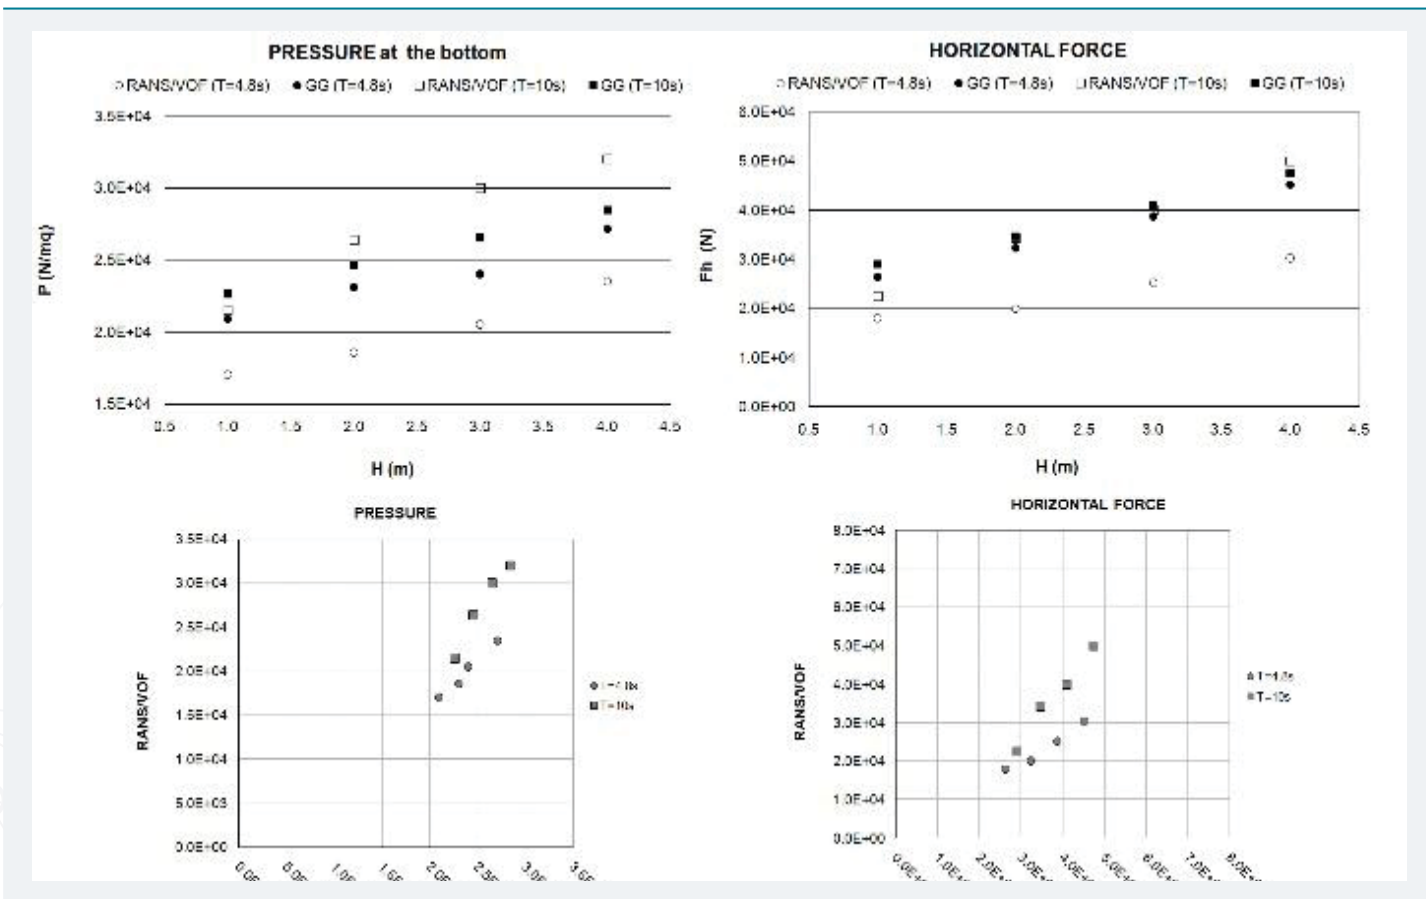 PRESSURE at the bottom
RANS/VOF (T=4.8s) GG (T=4.8s) RANS/VOF (T=10s) GG (T=10s)
3.5E+04
3.0E+04
2.5E+04
2.0E+04
1.5E+04
P (N/mq)
0.5 1.0 1.5 2.0 2.5 3.0 3.5 4.0 4.5
H (m)
HORIZONTAL FORCE
RANS/VOF (T=4.8s) GG (T=4.8s) RANS/VOF (T=10s) GG (T=10s)
6.0E+04
5.0E+04
4.0E+04
3.0E+04
2.0E+04
1.0E+04
0.0E+00
Fh (N)
0.5 1.0 1.5 2.0 2.5 3.0 3.5 4.0 4.5
H (m)
PRESSURE
3.5E+04
3.0E+04
2.5E+04
2.0E+04
1.5E+04
1.0E+04
5.0E+03
0.0E+00
RANS/VOF
T=4.8s
T=10s
HORIZONTAL FORCE
8.0E+04
7.0E+04
6.0E+04
5.0E+04
4.0E+04
3.0E+04
2.0E+04
1.0E+04
0.0E+00
RANS/VOF
T=4.8s
T=10s